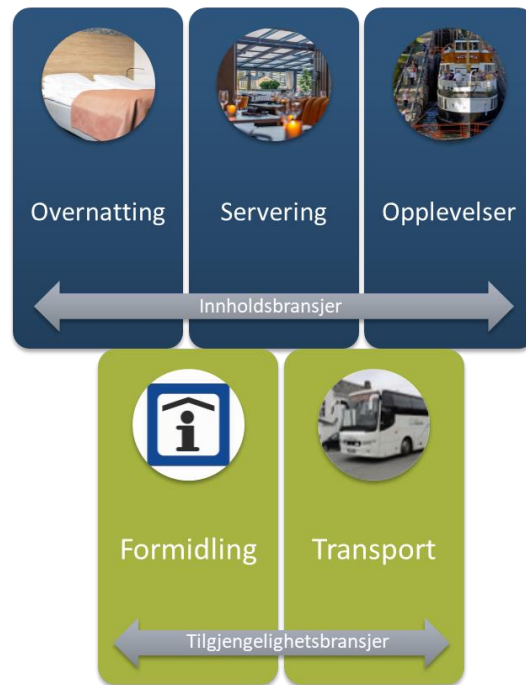 Overnatting
Servering
Opplevelser
Innholdsbransjer
Formidling
Transport
Tilgjengelighetsbransjer